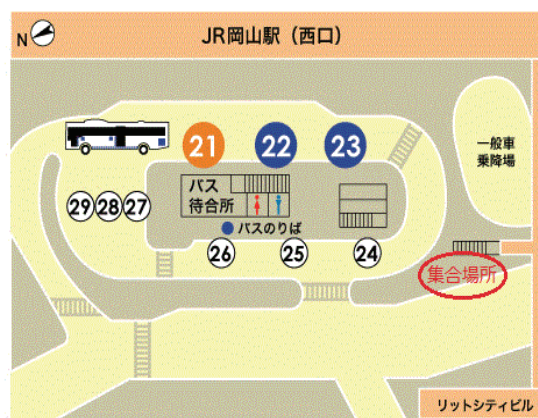 N
JR岡山駅（西口）
21
22
23
一般車
乗降場
29
28
27
バス
待合所
バスのりば
26
25
24
集合場所
リットシティビル